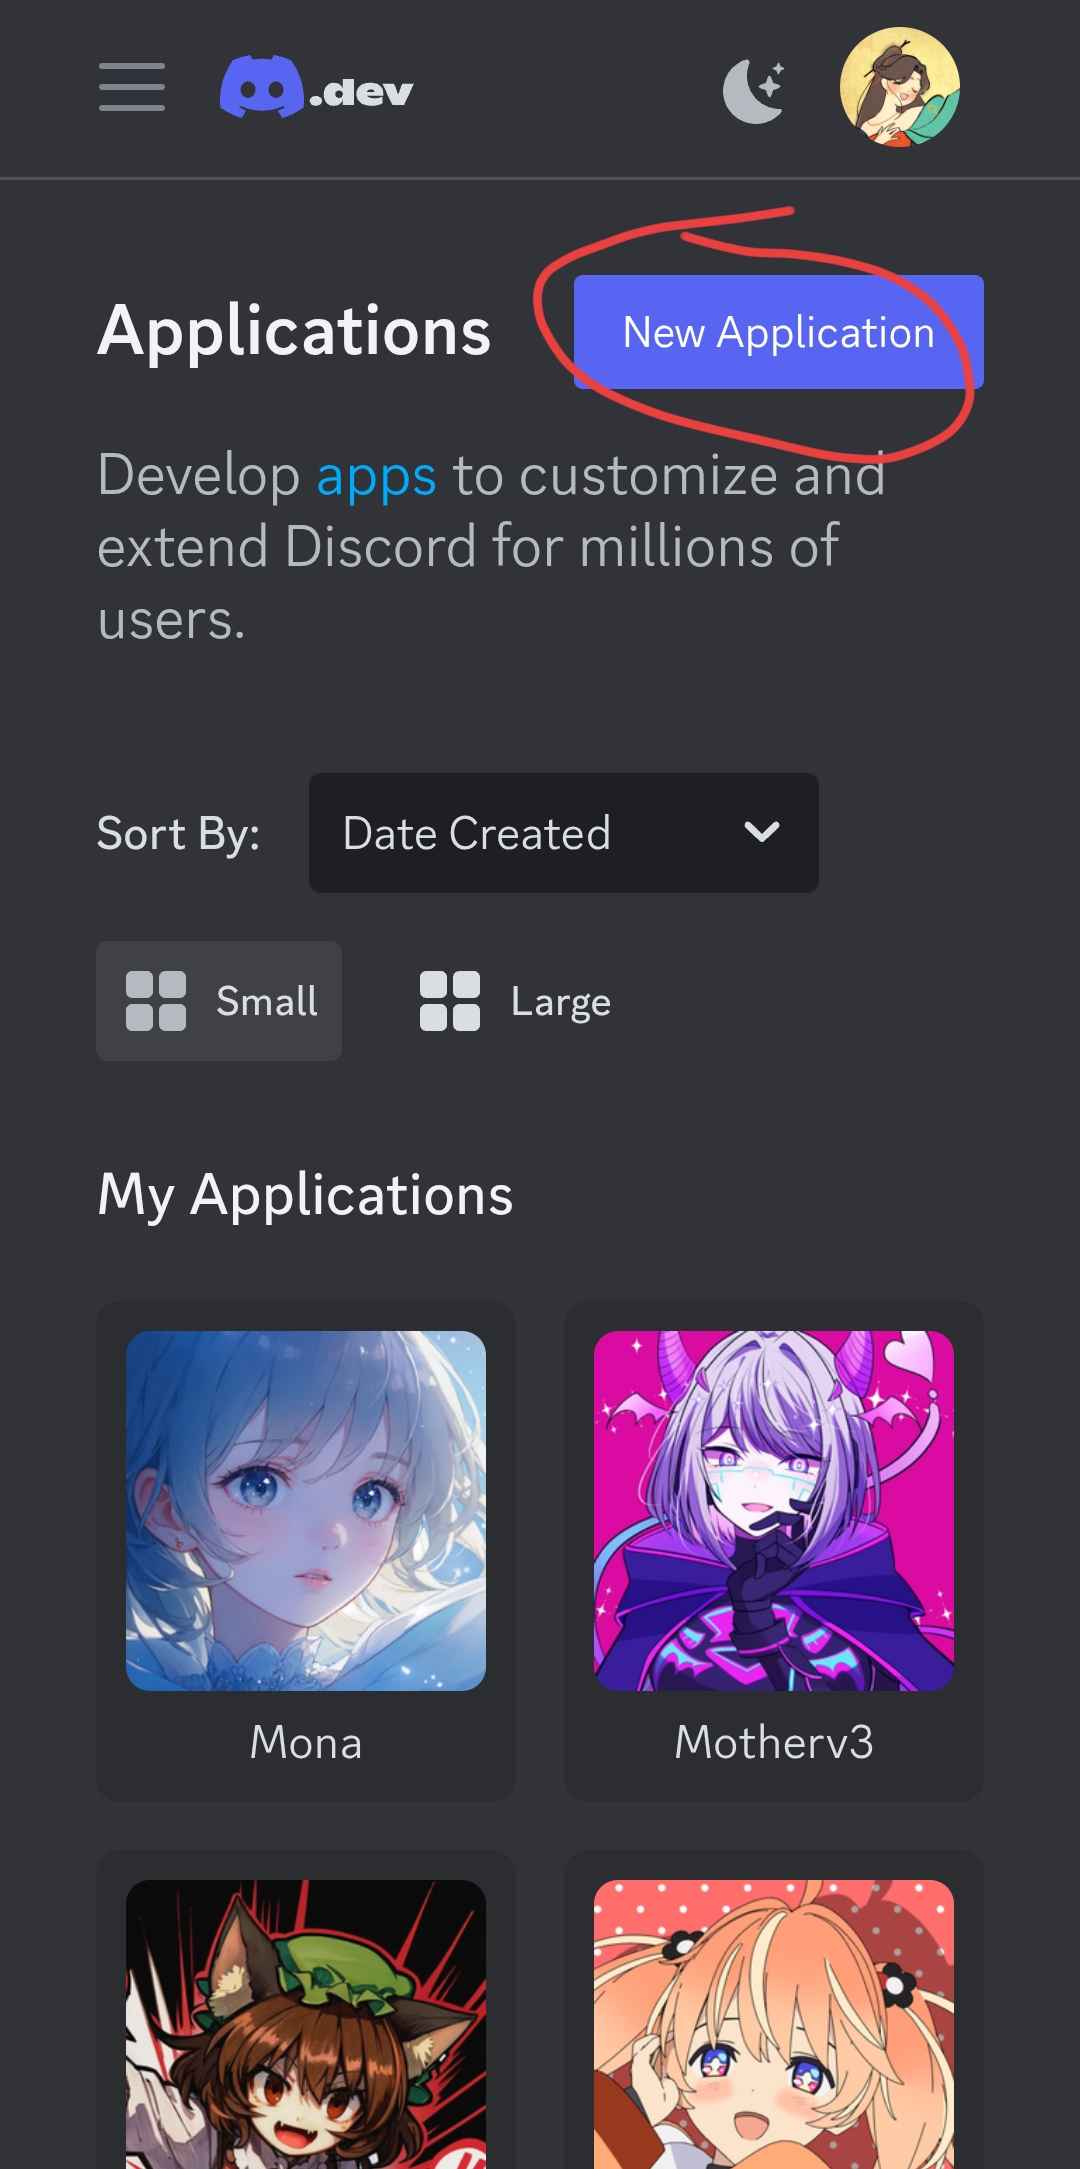 .dev
Applications
New Application
Develop apps to customize and
extend Discord for millions of
users.
Sort By:
Date Created
Small
Large
My Applications
Mona
Motherv3